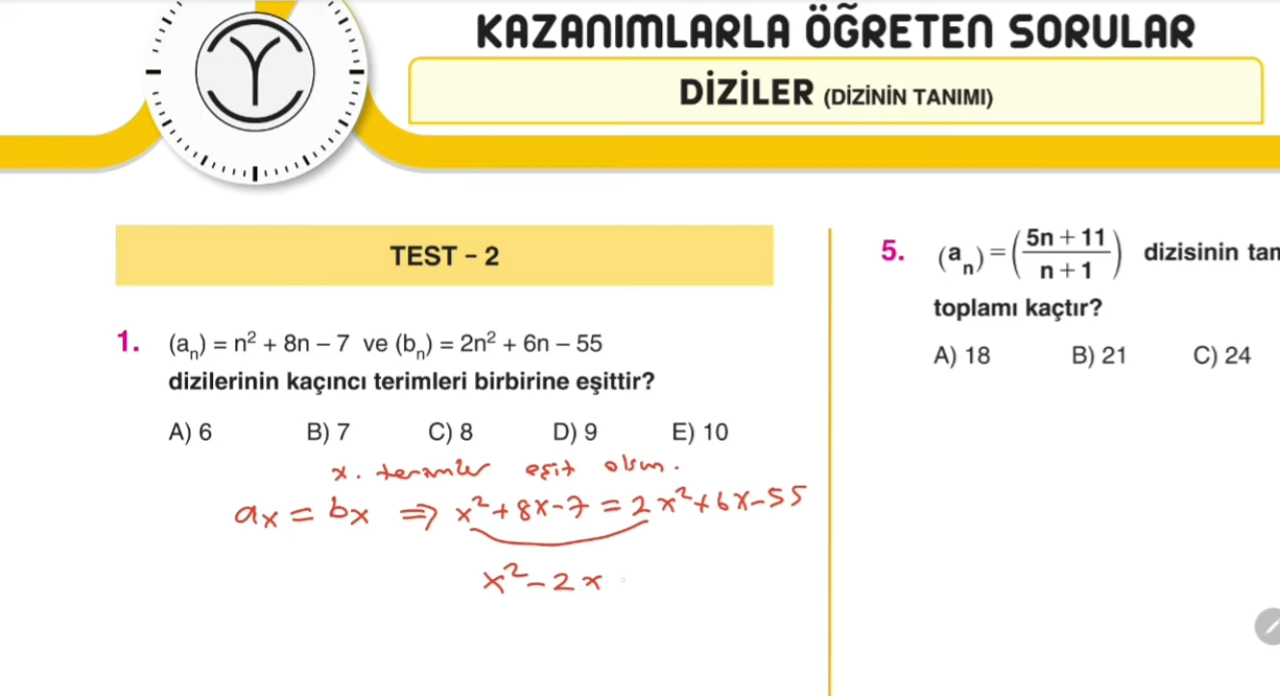 KAZANIMLARLA ÖĞRETEN SORULAR
DİZİLER (DİZİNİN TANIMI)
TEST – 2
1. (aₙ) = n² + 8n – 7 ve (bₙ) = 2n² + 6n – 55
dizilerinin kaçıncı terimleri birbirine eşittir?
A) 6 B) 7 C) 8 D) 9 E) 10
x. terimler eşit olsun.
ax = bx ⇒ x²+8x-7 = 2x²+6x-55
x²-2x
5. (aₙ) = (5n + 11 / n + 1) dizisinin tam
toplamı kaçtır?
A) 18 B) 21 C) 24